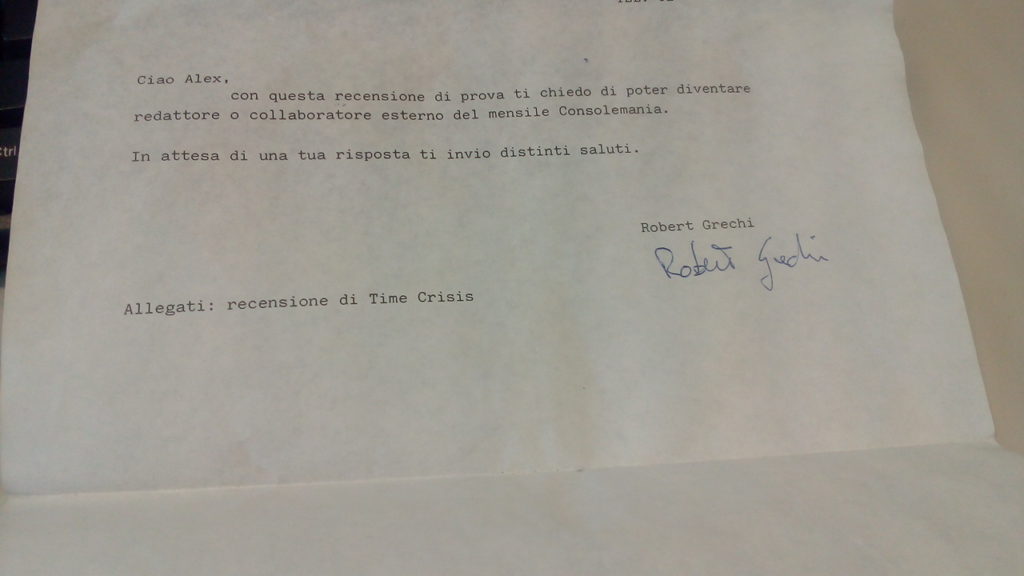 Ciao Alex,
con questa recensione di prova ti chiedo di poter diventare
redattore o collaboratore esterno del mensile Consolemania.
In attesa di una tua risposta ti invio distinti saluti.
Robert Grechi
Robert Grechi
Allegati: recensione di Time Crisis
Ctrl